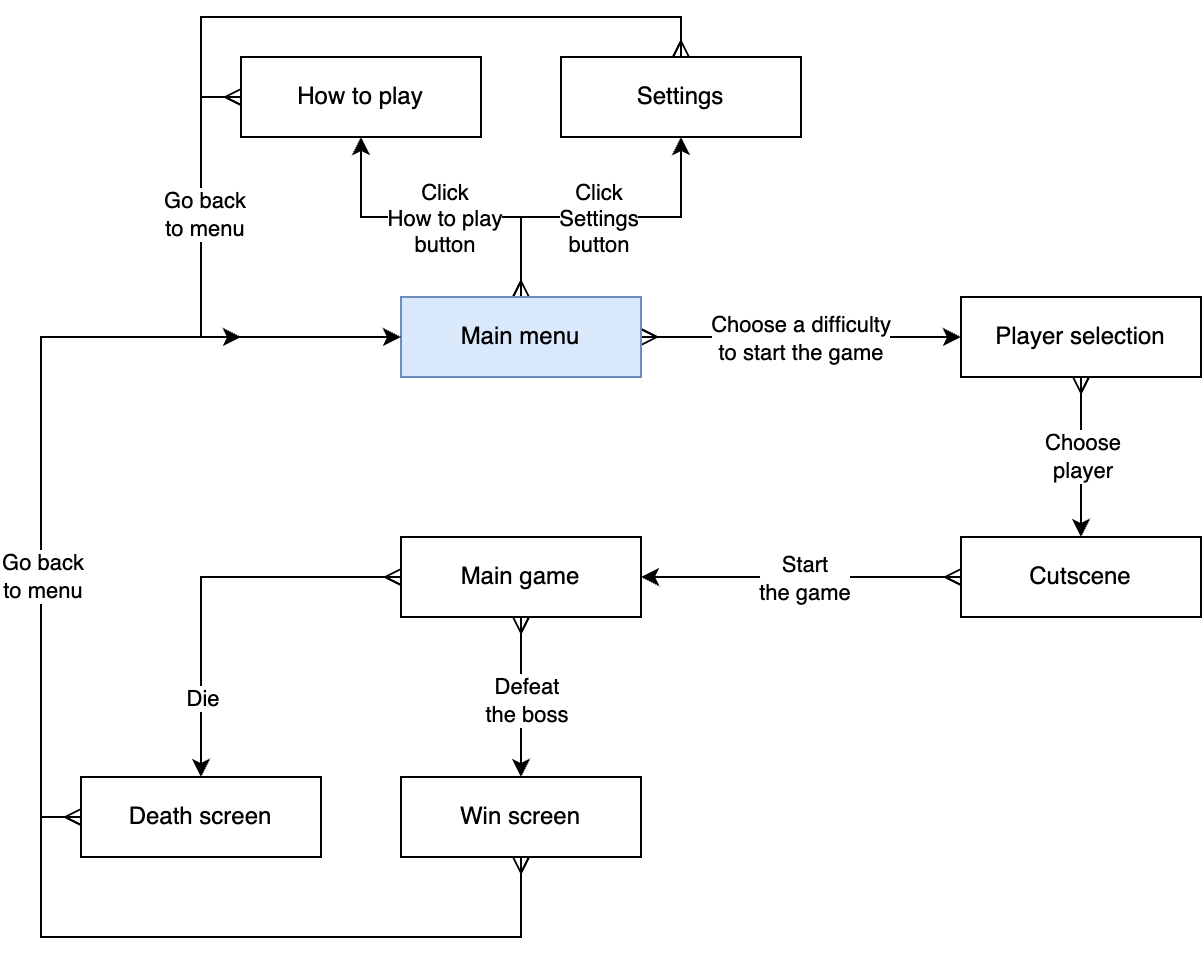 How to play
Settings
Go back
to menu
Click
How to play
button
Click
Settings
button
Main menu
Choose a difficulty
to start the game
Player selection
Choose
player
Go back
to menu
Main game
Start
the game
Cutscene
Die
Defeat
the boss
Death screen
Win screen